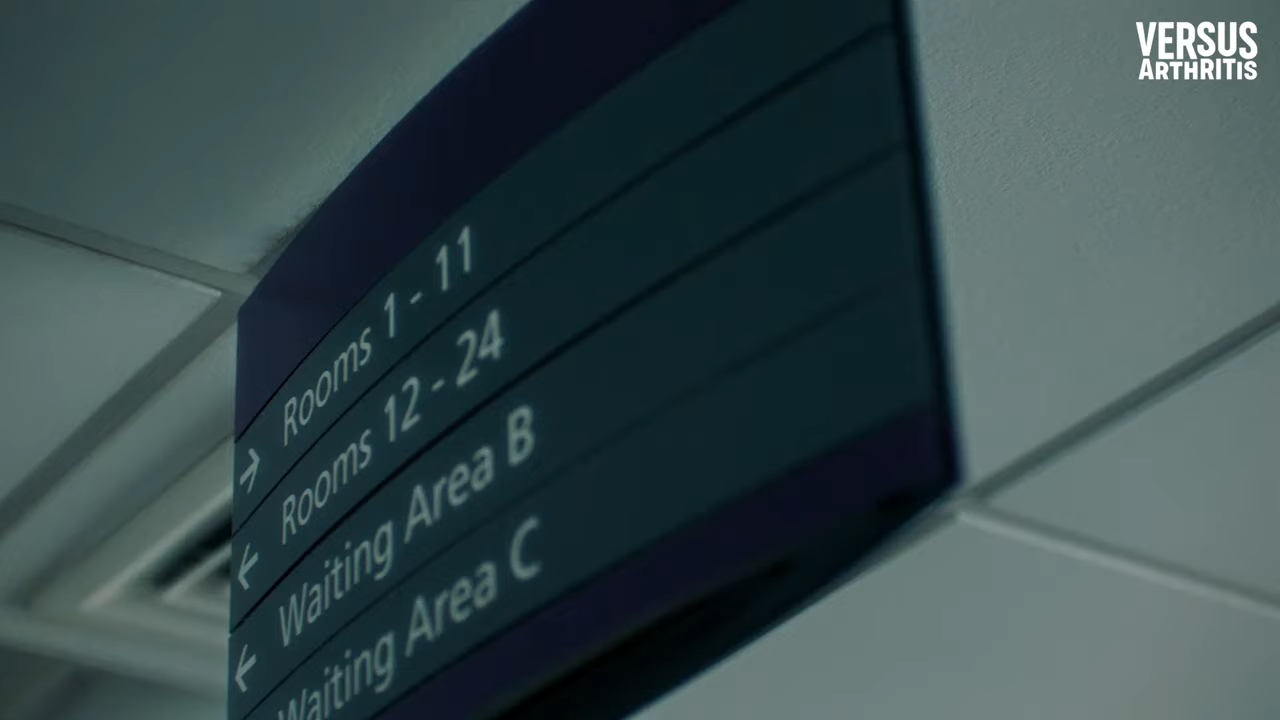 VERSUS
ARTHRITIS
→ Rooms 1 - 11
← Rooms 12 - 24
← Waiting Area B
Waiting Area C